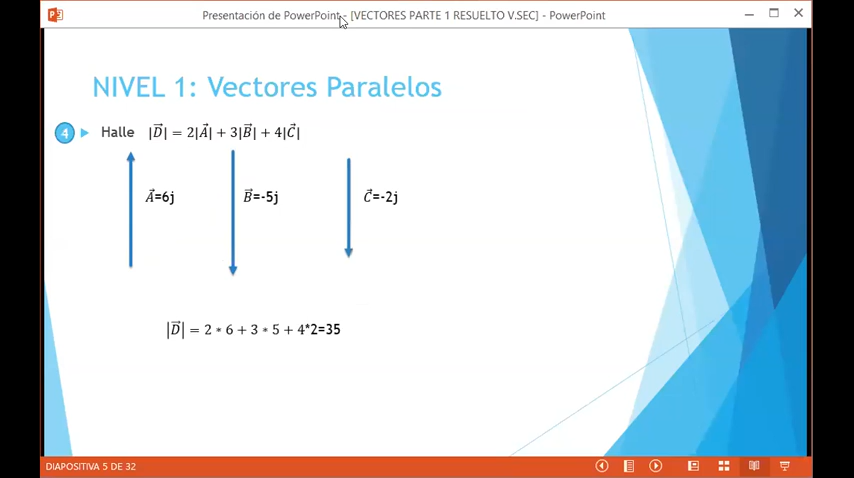 Presentación de PowerPoint - [VECTORES PARTE 1 RESUELTO V.SEC] - PowerPoint
NIVEL 1: Vectores Paralelos
4 Halle |D⃗| = 2|A⃗| + 3|B⃗| + 4|C⃗|
A⃗=6j B⃗=-5j C⃗=-2j
|D⃗| = 2 ∗ 6 + 3 ∗ 5 + 4*2=35
DIAPOSITIVA 5 DE 32